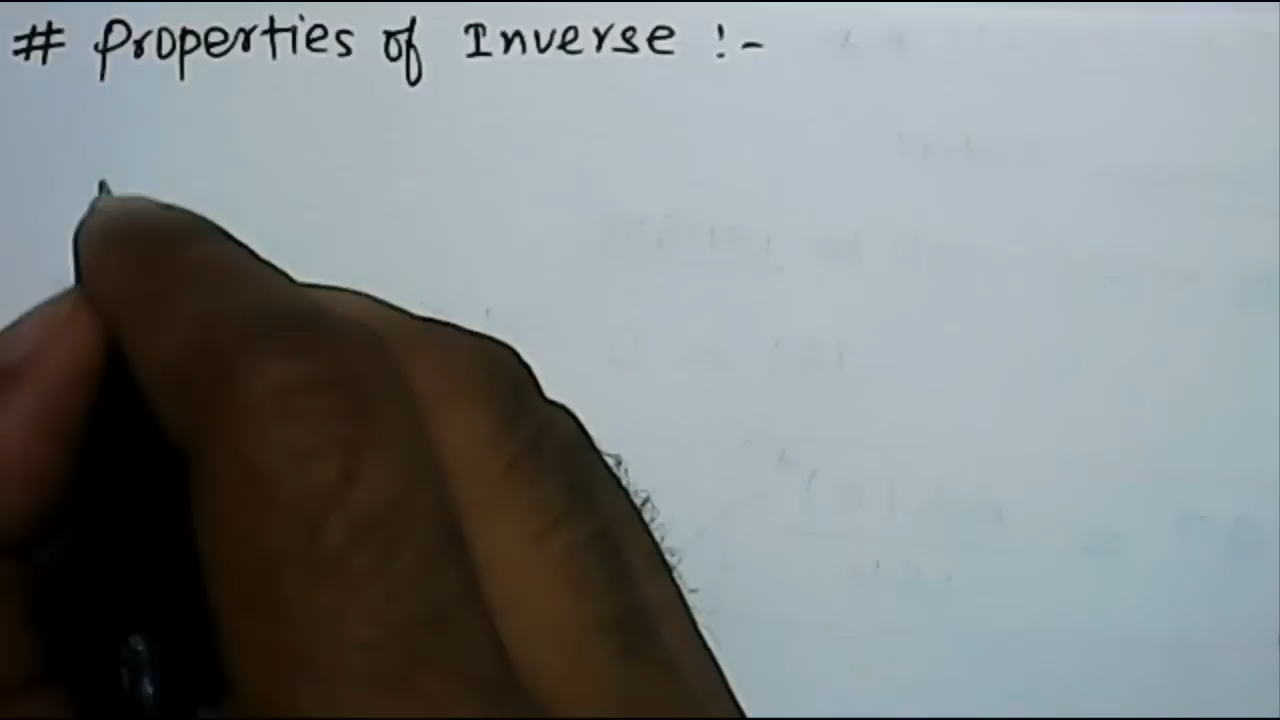 # Properties of Inverse :-